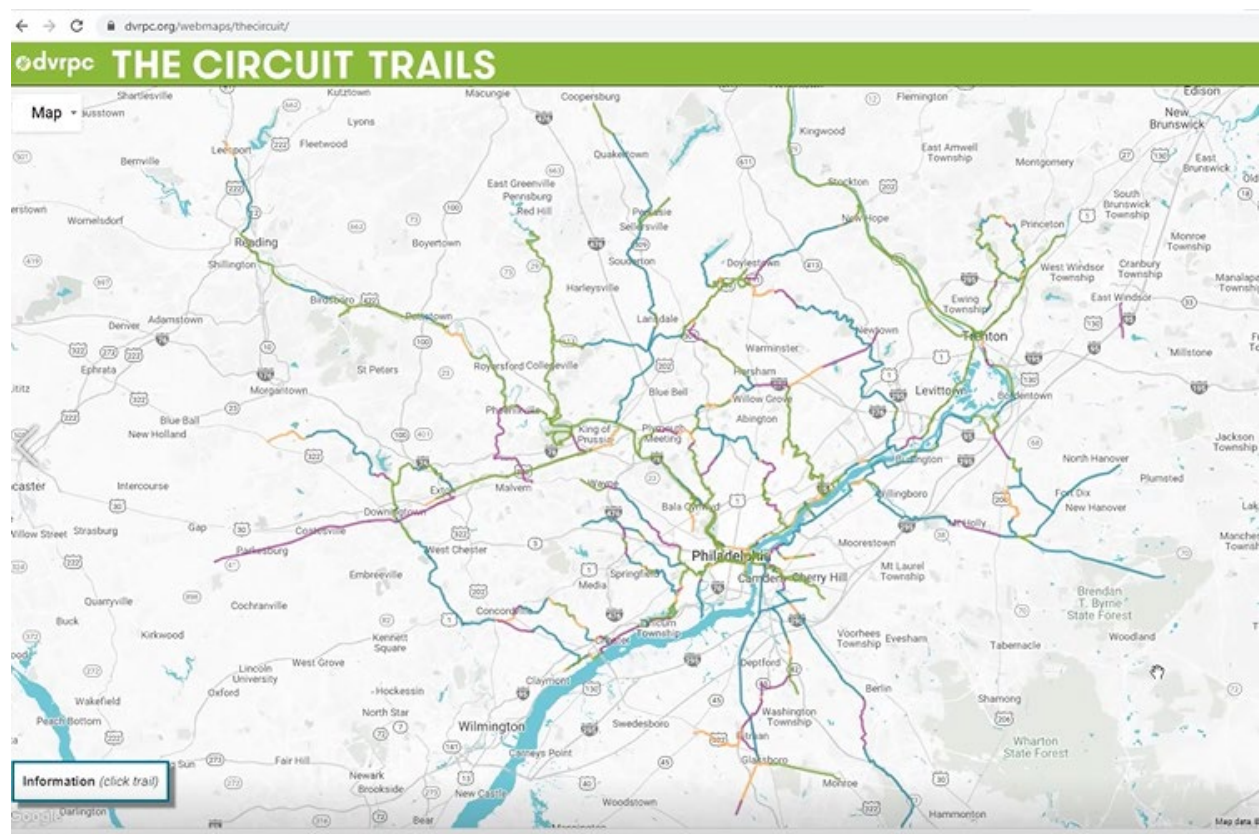 dvrpc.org/webmaps/thecircuit/
dvrpc THE CIRCUIT TRAILS
Map
Shartlesville
Kutztown
Macungie
Coopersburg
Flemington
Edison
New
Brunswick
Lyons
Kingwood
Leesport
Fleetwood
Bernville
Quakertown
East Amwell
Township
Montgomery
East
Brunswick
East Greenville
Pennsburg
Red Hill
Stockton
South
Brunswick
Township
Womelsdorf
Perkasie
Sellersville
New Hope
Princeton
Reading
Boyertown
Monroe
Township
Shillington
Souderton
Doylestown
West Windsor
Township
Cranbury
Township
Birdsboro
Harleysville
Ewing
Township
East Windsor
Denver
Adamstown
Pottstown
Lansdale
Newtown
Trenton
Millstone
Ephrata
St Peters
Royersford
Collegeville
Warminster
Horsham
Morgantown
Blue Bell
Willow Grove
Levittown
Bordentown
Blue Ball
New Holland
Phoenixville
Abington
King of
Prussia
Plymouth
Meeting
Jackson
Township
Burlington
North Hanover
Intercourse
Exton
Malvern
Wayne
Plumsted
Willingboro
Fort Dix
New Hanover
Willow Street
Strasburg
Gap
Coatesville
Downingtown
Bala Cynwyd
Mt Holly
Parkesburg
West Chester
Philadelphia
Moorestown
Embreeville
Springfield
Media
Camden
Cherry Hill
Mt Laurel
Township
Quarryville
Cochranville
Brendan
T. Byrne
State Forest
Buck
Kirkwood
Kennett
Square
Voorhees
Township
Evesham
Tabernacle
Woodland
Lincoln
University
West Grove
Deptford
Wakefield
Oxford
Hockessin
Claymont
Berlin
Shamong
Peach Bottom
North Star
Wilmington
Swedesboro
Washington
Township
Pitman
Wharton
State Forest
Carneys Point
Glassboro
Information (click trail)
Fair Hill
Newark
Brookside
Monroe
Google
Darlington
Bear
New Castle
Woodstown
Hammonton
Map data